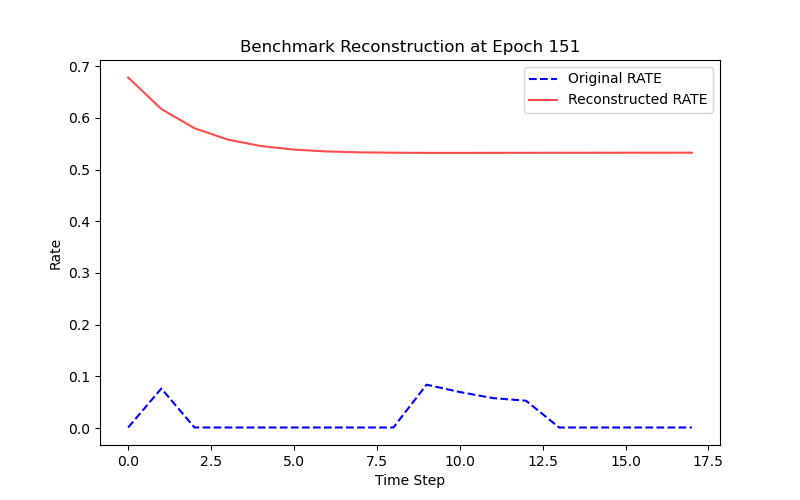 Benchmark Reconstruction at Epoch 151
Original RATE
Reconstructed RATE
0.7
0.6
0.5
0.4
0.3
0.2
0.1
0.0
Rate
0.0 2.5 5.0 7.5 10.0 12.5 15.0 17.5
Time Step